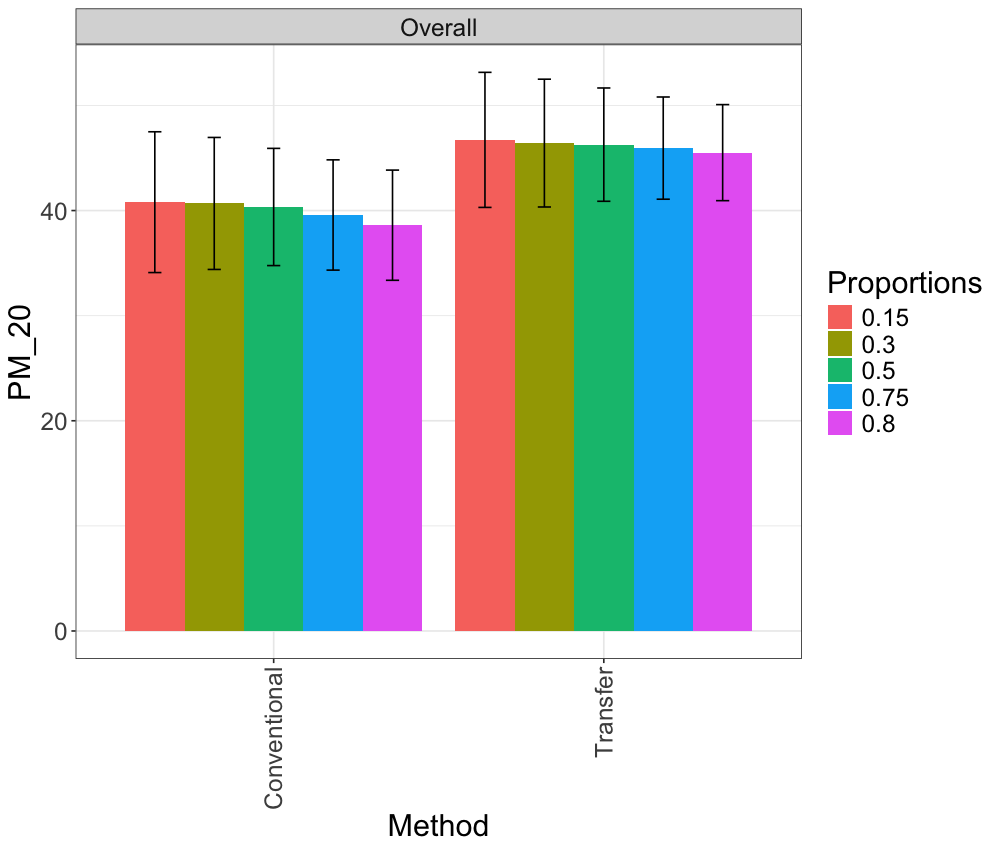 Overall
PM_20
40
20
0
Conventional
Transfer
Method
Proportions
0.15
0.3
0.5
0.75
0.8